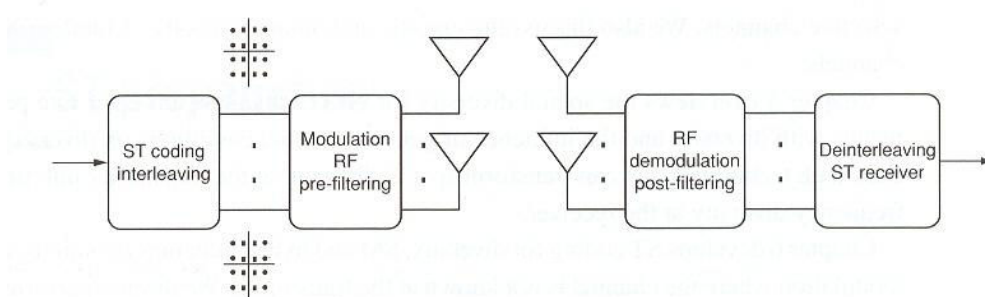 ST coding
interleaving
Modulation
RF
pre-filtering
RF
demodulation
post-filtering
Deinterleaving
ST receiver